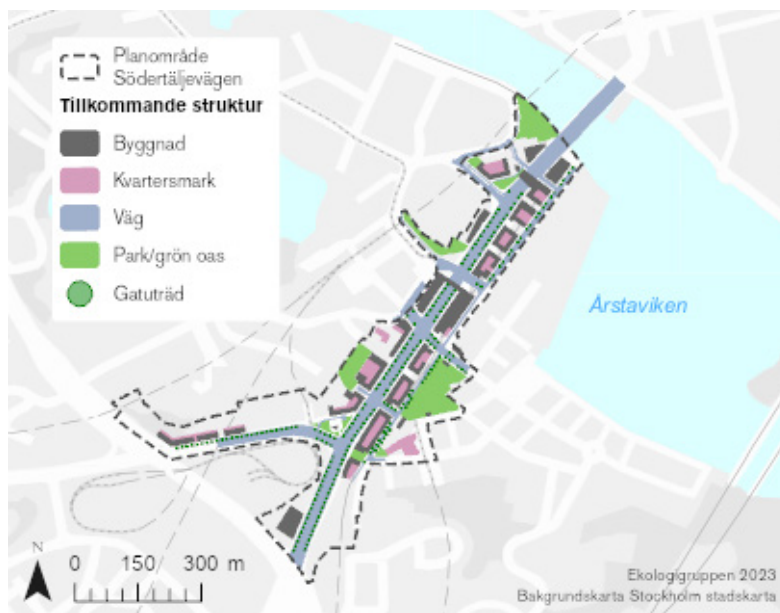 Planområde
Södertäljevägen
Tillkommande struktur
Byggnad
Kvartersmark
Väg
Park/grön oas
Gatuträd
Årstaviken
N
0 150 300 m
Ekologigruppen 2023
Bakgrundskarta Stockholm stadskarta